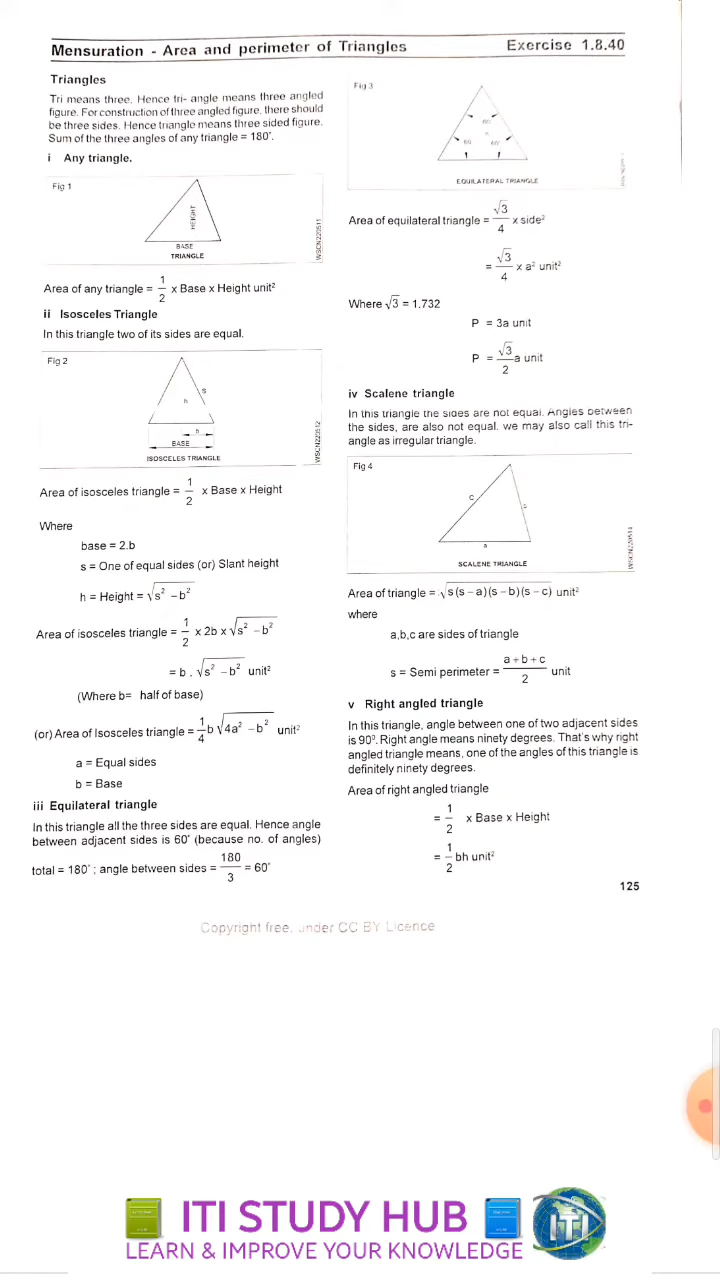 Mensuration - Area and perimeter of Triangles
Exercise 1.8.40
Triangles
Tri means three. Hence tri- angle means three angled
figure. For construction of three angled figure, there should
be three sides. Hence triangle means three sided figure.
Sum of the three angles of any triangle = 180°.
i Any triangle.
Fig 1
HEIGHT
BASE
TRIANGLE
WSCN220511
Area of any triangle = 1/2 x Base x Height unit²
ii Isosceles Triangle
In this triangle two of its sides are equal.
Fig 2
s
h
b
BASE
ISOSCELES TRIANGLE
WSCN220512
Area of isosceles triangle = 1/2 x Base x Height
Where
base = 2.b
s = One of equal sides (or) Slant height
h = Height = √(s² – b²)
Area of isosceles triangle = 1/2 x 2b x √(s² – b²)
= b . √(s² – b²) unit²
(Where b= half of base)
(or) Area of Isosceles triangle = 1/4 b √(4a² – b²) unit²
a = Equal sides
b = Base
iii Equilateral triangle
In this triangle all the three sides are equal. Hence angle
between adjacent sides is 60° (because no. of angles)
total = 180° ; angle between sides = 180/3 = 60°
Fig 3
60°
60 60°
EQUILATERAL TRIANGLE
Area of equilateral triangle = √3/4 x side²
= √3/4 x a² unit²
Where √3 = 1.732
P = 3a unit
P = √3/2 a unit
iv Scalene triangle
In this triangle the sides are not equal. Angles between
the sides, are also not equal. we may also call this tri-
angle as irregular triangle.
Fig 4
c
a
SCALENE TRIANGLE
WSCN220514
Area of triangle = √(s(s – a)(s – b)(s – c)) unit²
where
a,b,c are sides of triangle
s = Semi perimeter = (a + b + c)/2 unit
v Right angled triangle
In this triangle, angle between one of two adjacent sides
is 90⁰. Right angle means ninety degrees. That's why right
angled triangle means, one of the angles of this triangle is
definitely ninety degrees.
Area of right angled triangle
= 1/2 x Base x Height
= 1/2 bh unit²
125
Copyright free, under CC BY Licence
ITI STUDY HUB
ITI
LEARN & IMPROVE YOUR KNOWLEDGE